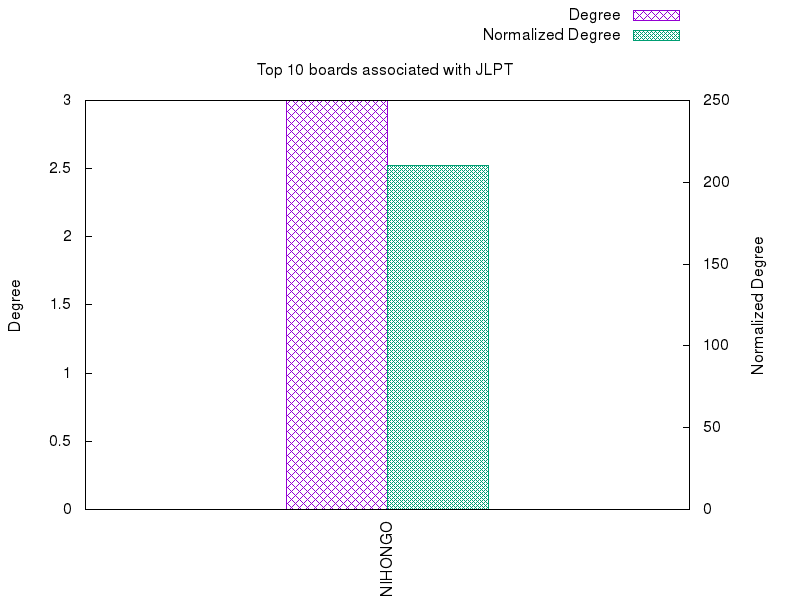 Degree
Normalized Degree
Top 10 boards associated with JLPT
3
2.5
2
1.5
1
0.5
0
250
200
150
100
50
0
Degree
Normalized Degree
NIHONGO